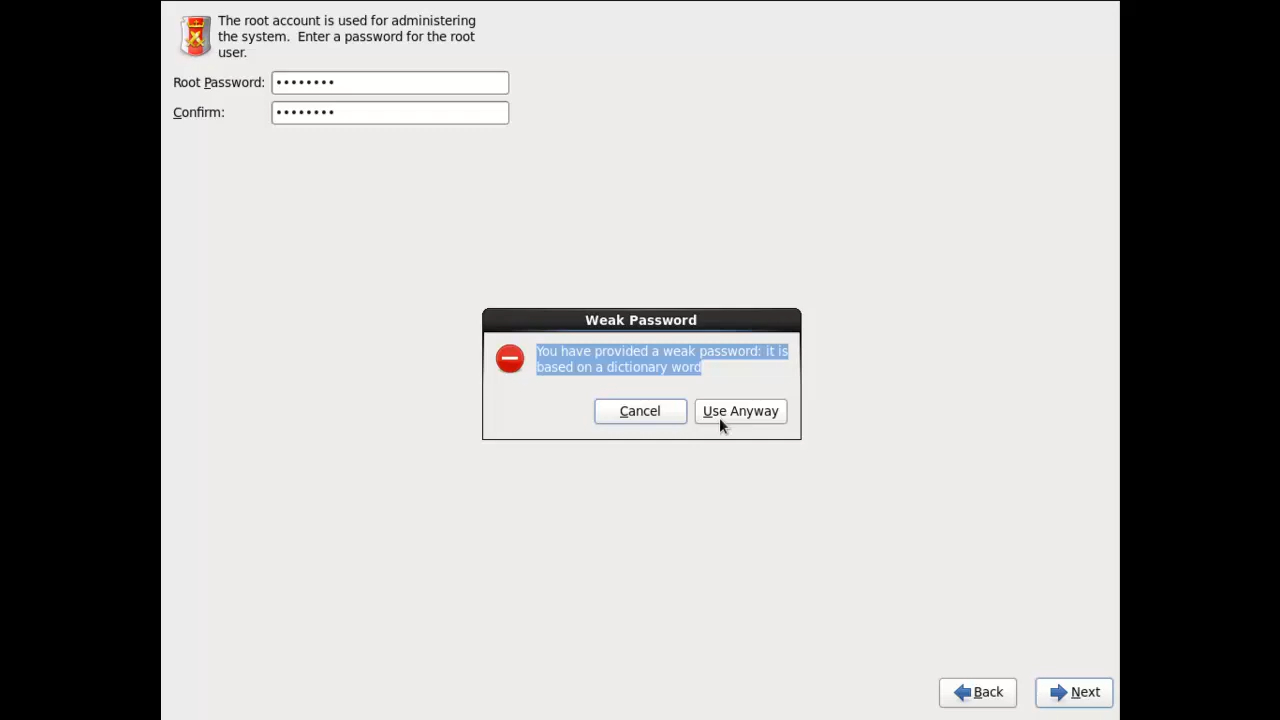 The root account is used for administering
the system.  Enter a password for the root
user.
Root Password: ••••••••
Confirm: ••••••••
Weak Password
You have provided a weak password: it is
based on a dictionary word
Cancel Use Anyway
Back Next